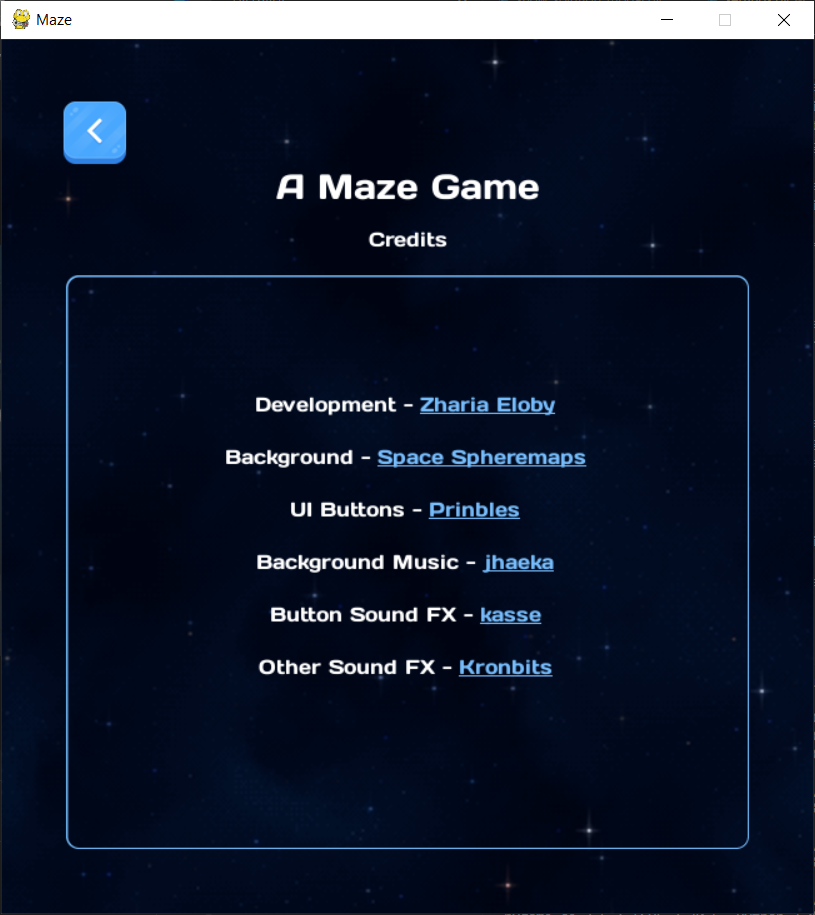 Maze
A Maze Game
Credits
Development - Zharia Eloby
Background - Space Spheremaps
UI Buttons - Prinbles
Background Music - jhaeka
Button Sound FX - kasse
Other Sound FX - Kronbits